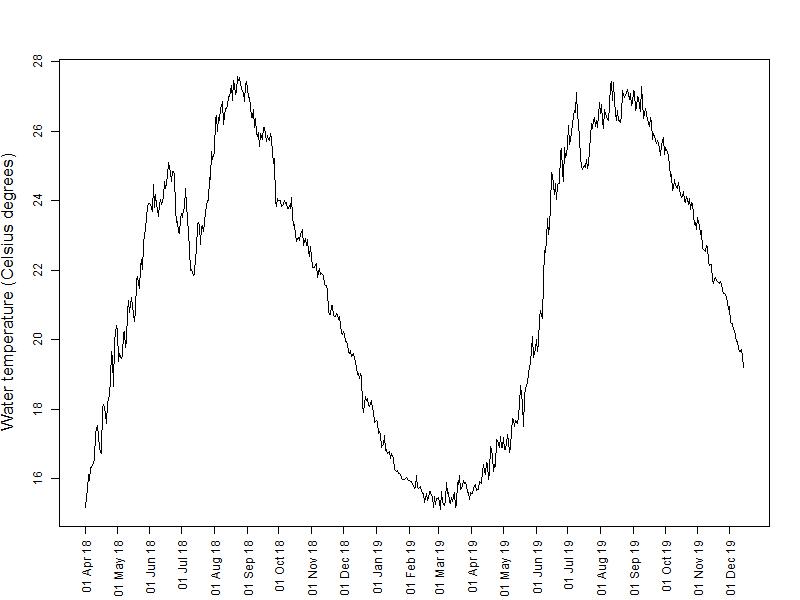 Water temperature (Celsius degrees)
28
26
24
22
20
18
16
01 Apr 18
01 May 18
01 Jun 18
01 Jul 18
01 Aug 18
01 Sep 18
01 Oct 18
01 Nov 18
01 Dec 18
01 Jan 19
01 Feb 19
01 Mar 19
01 Apr 19
01 May 19
01 Jun 19
01 Jul 19
01 Aug 19
01 Sep 19
01 Oct 19
01 Nov 19
01 Dec 19